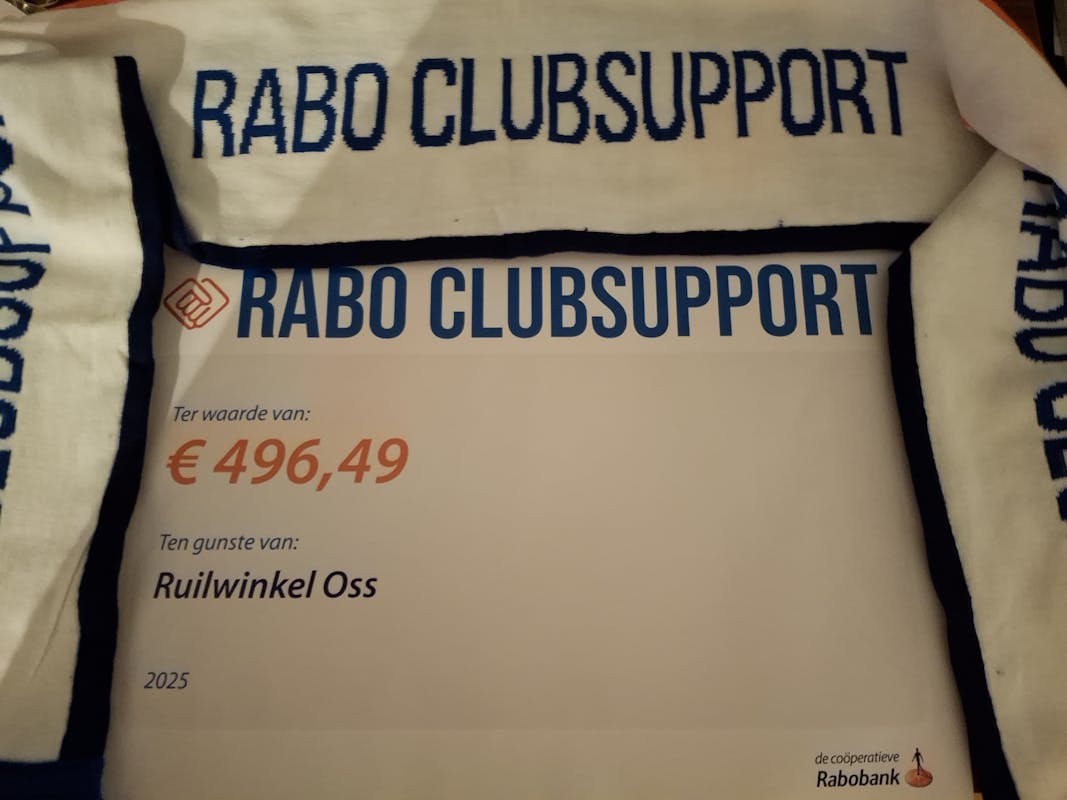 RABO CLUBSUPPORT
RABO CLUBSUPPORT
Ter waarde van:
€ 496,49
Ten gunste van:
Ruilwinkel Oss
2025
de coöperatieve
Rabobank